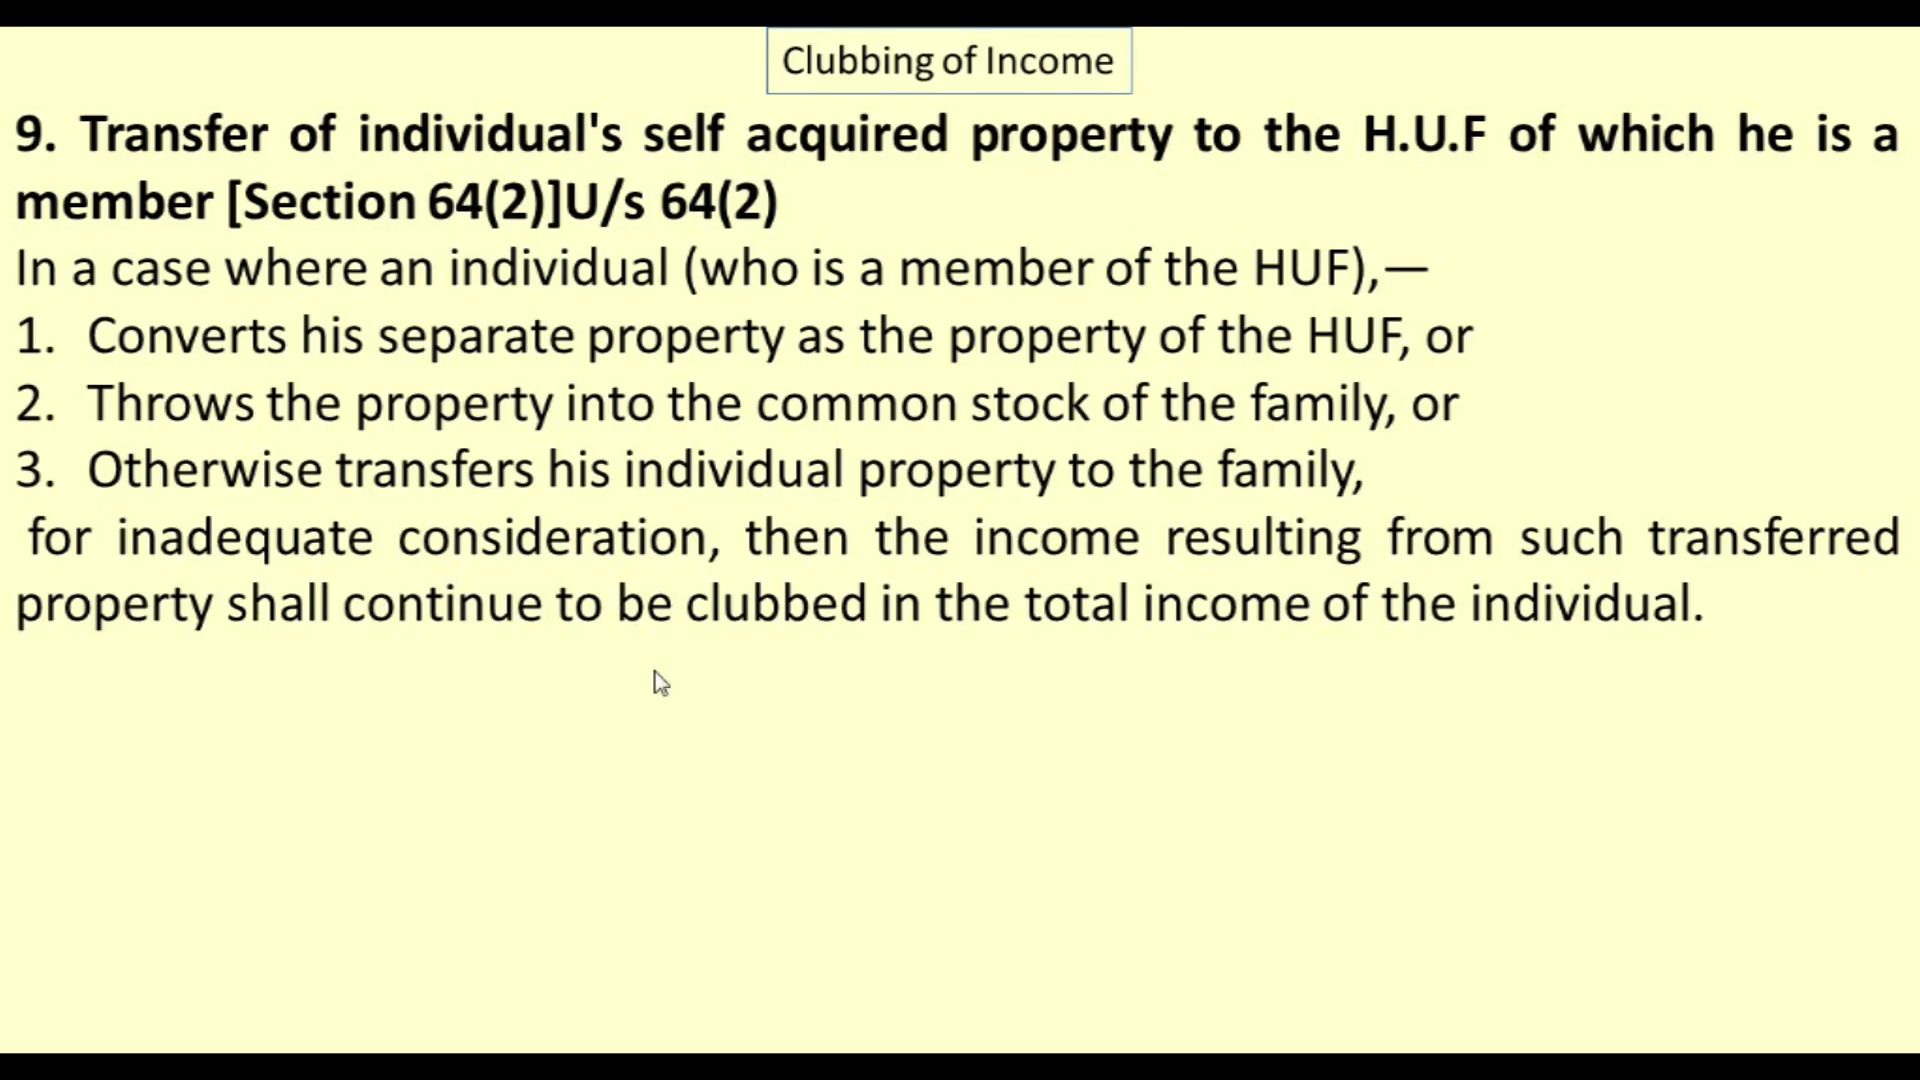 Clubbing of Income
9. Transfer of individual's self acquired property to the H.U.F of which he is a
member [Section 64(2)]U/s 64(2)
In a case where an individual (who is a member of the HUF),—
1. Converts his separate property as the property of the HUF, or
2. Throws the property into the common stock of the family, or
3. Otherwise transfers his individual property to the family,
for inadequate consideration, then the income resulting from such transferred
property shall continue to be clubbed in the total income of the individual.